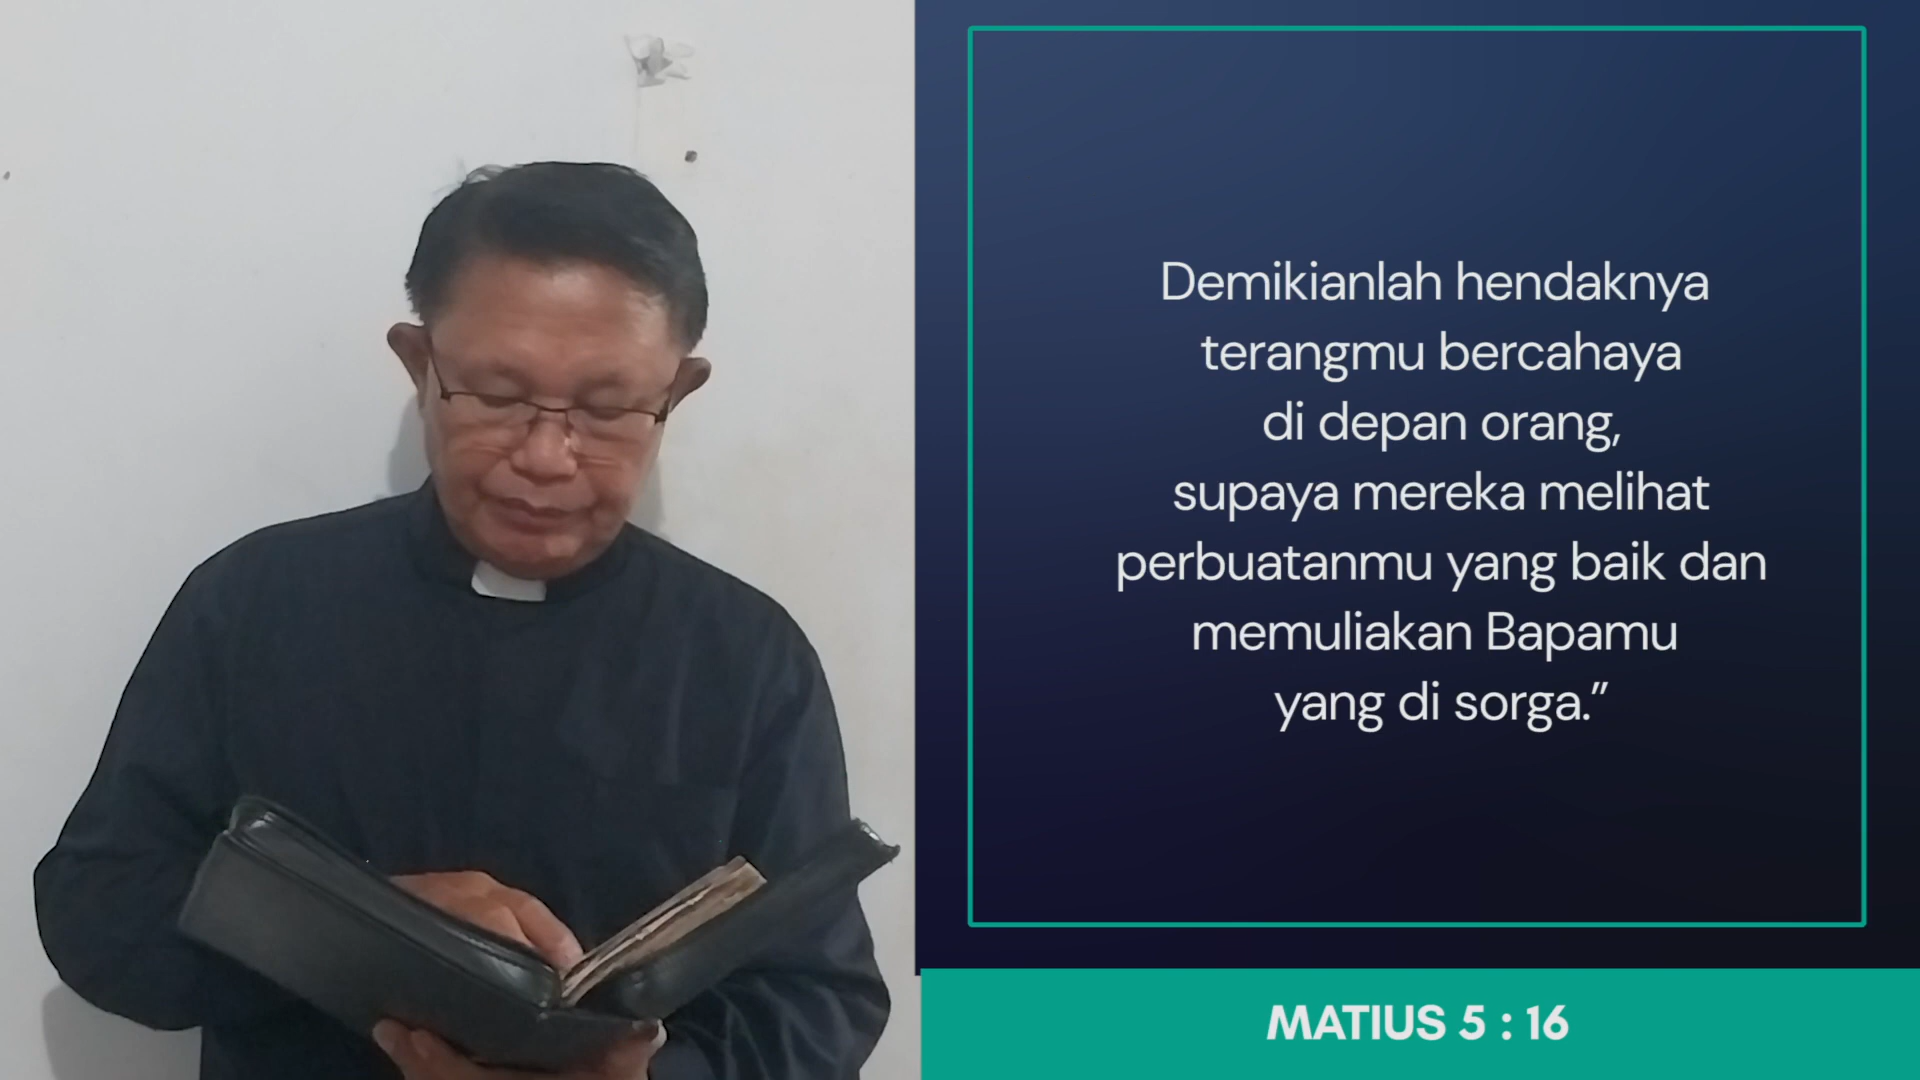 Demikianlah hendaknya
terangmu bercahaya
di depan orang,
supaya mereka melihat
perbuatanmu yang baik dan
memuliakan Bapamu
yang di sorga.”
MATIUS 5 : 16